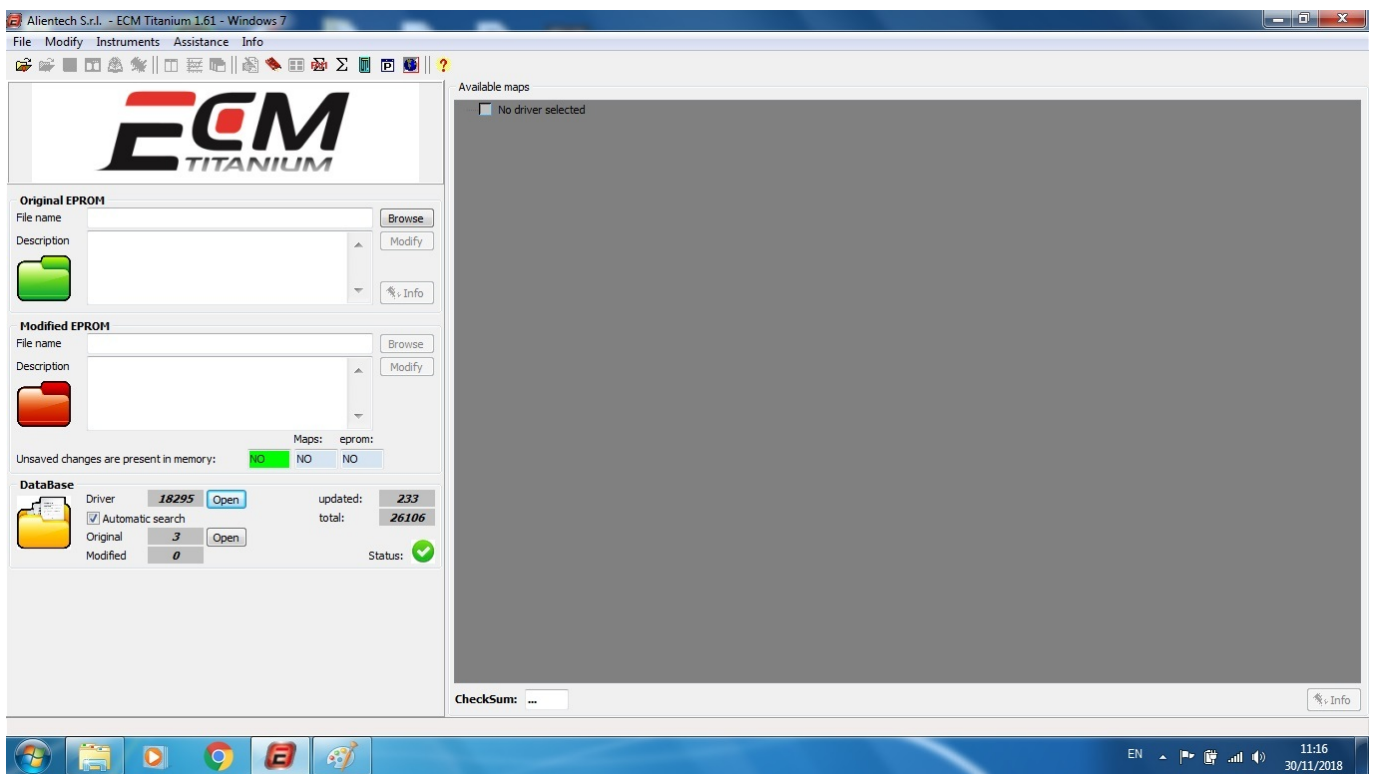 Alientech S.r.l. - ECM Titanium 1.61 - Windows 7
File Modify Instruments Assistance Info
P Σ ?
ECM
TITANIUM
Original EPROM
File name Browse
Description Modify
Info
Modified EPROM
File name Browse
Description Modify
Maps: eprom:
Unsaved changes are present in memory: NO NO NO
DataBase
Driver 18295 Open updated: 233
Automatic search total: 26106
Original 3 Open
Modified 0 Status:
Available maps
No driver selected
CheckSum: ... Info
EN 11:16
30/11/2018